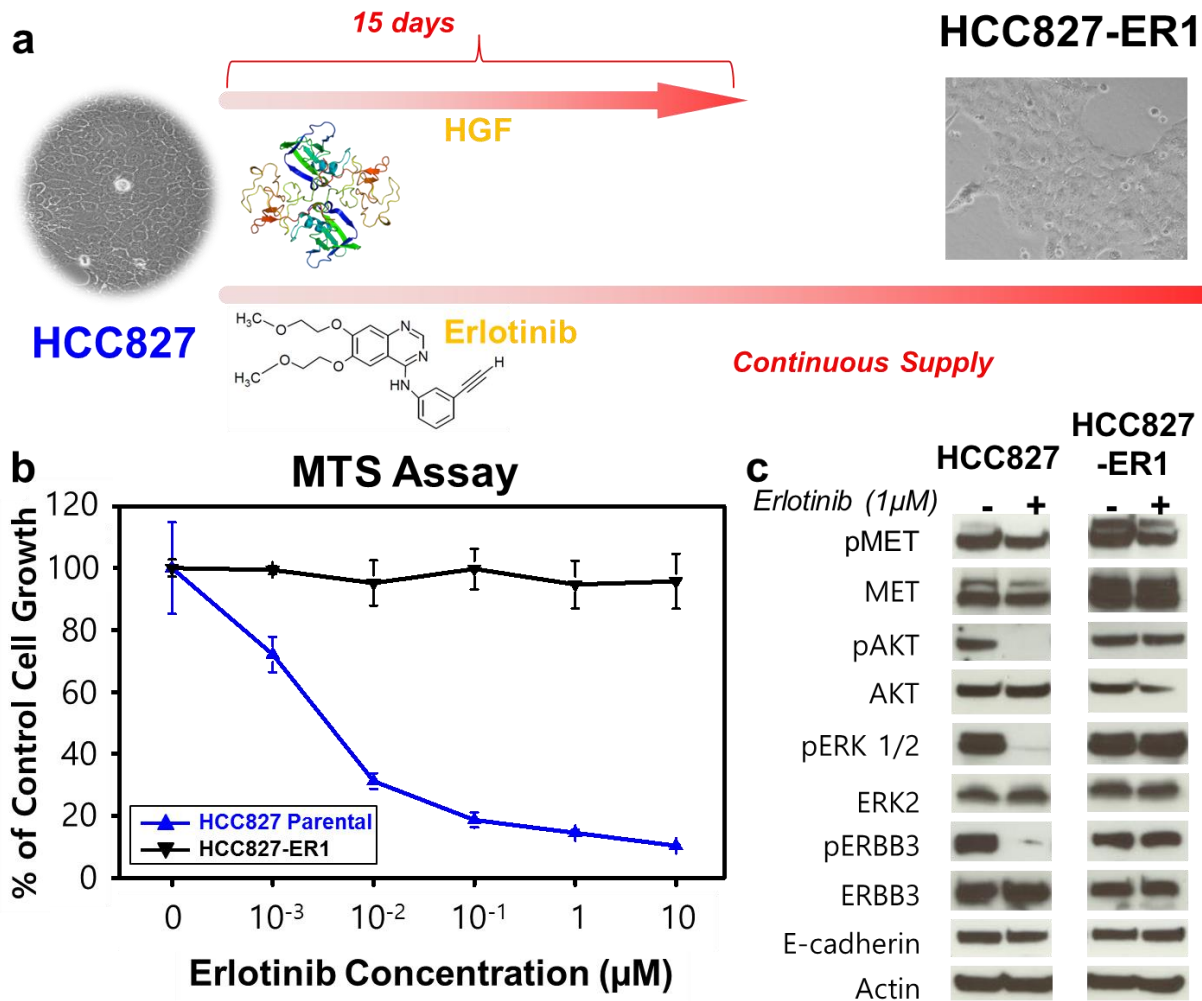 a
15 days
HCC827-ER1
HGF
HCC827
H₃C
O
O
N
N
H₃C
O
O
HN
H
Erlotinib
Continuous Supply
b
MTS Assay
% of Control Cell Growth
120
100
80
60
40
20
0
HCC827 Parental
HCC827-ER1
0
10⁻³
10⁻²
10⁻¹
1
10
Erlotinib Concentration (µM)
c
HCC827
HCC827
-ER1
Erlotinib (1µM) - + - +
pMET
MET
pAKT
AKT
pERK 1/2
ERK2
pERBB3
ERBB3
E-cadherin
Actin